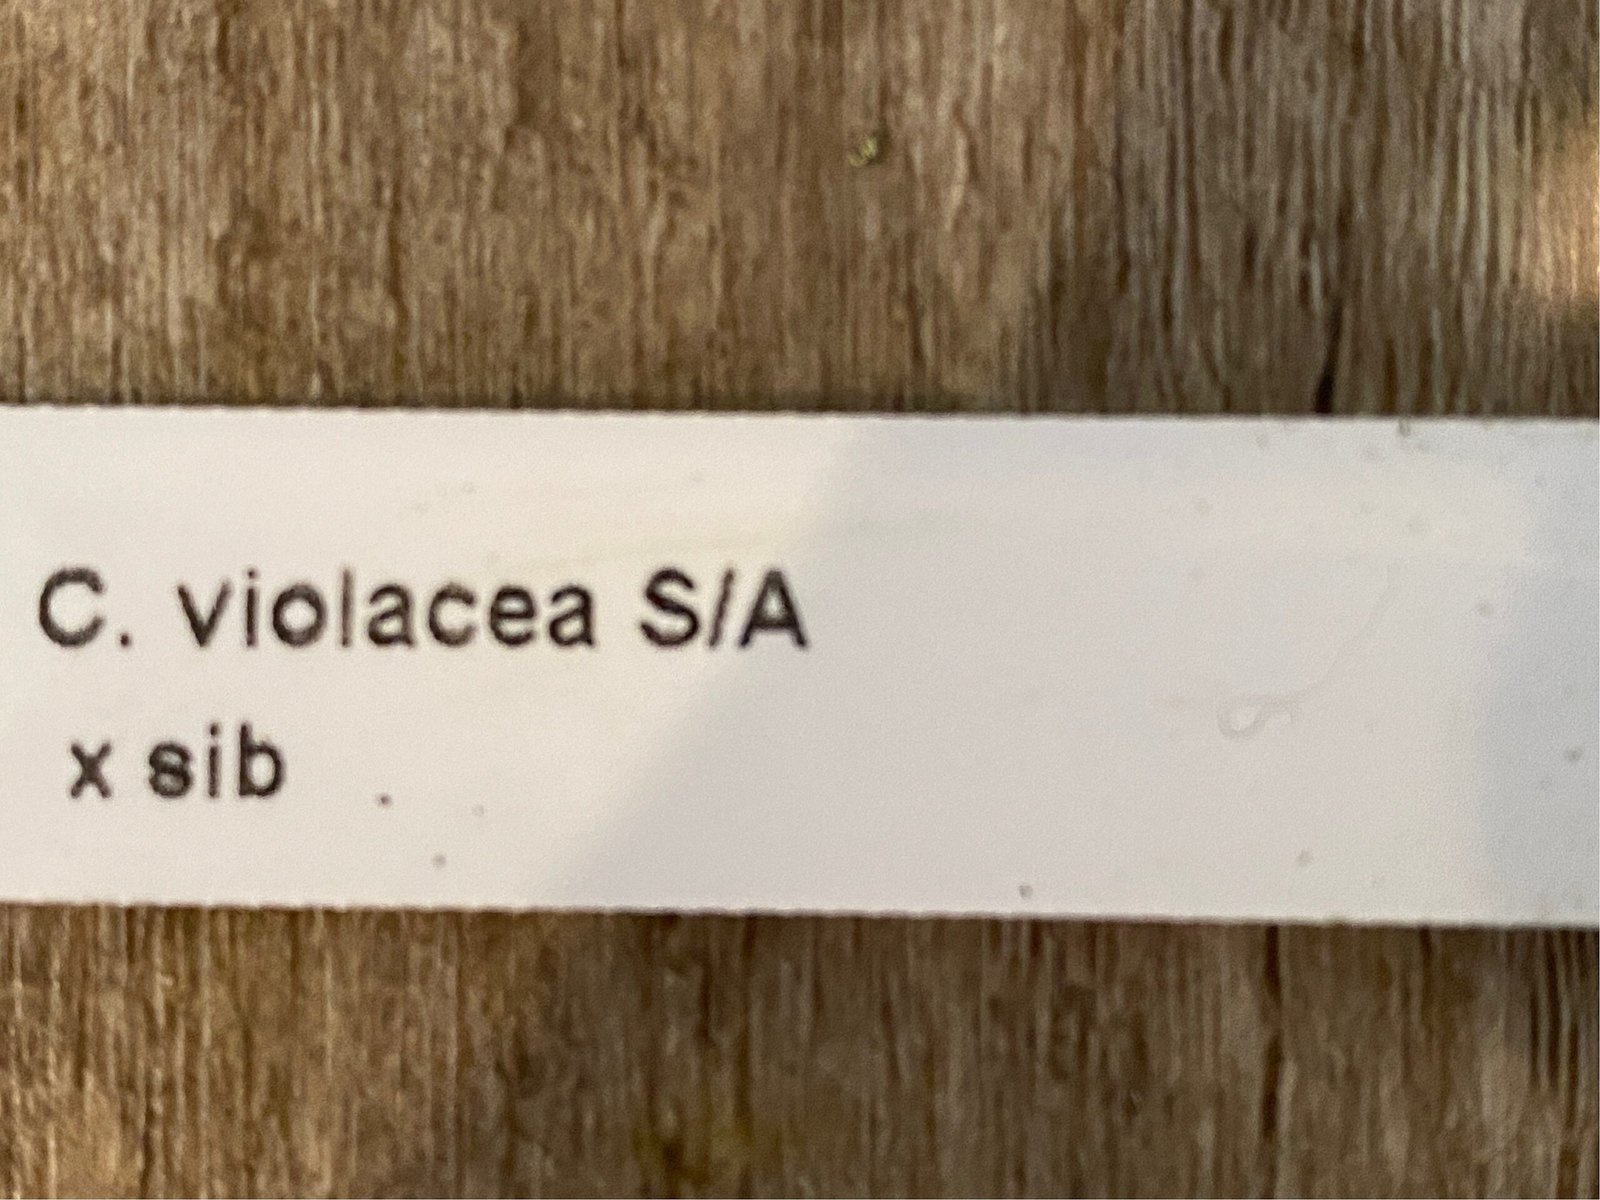 C. violacea S/A
x sib